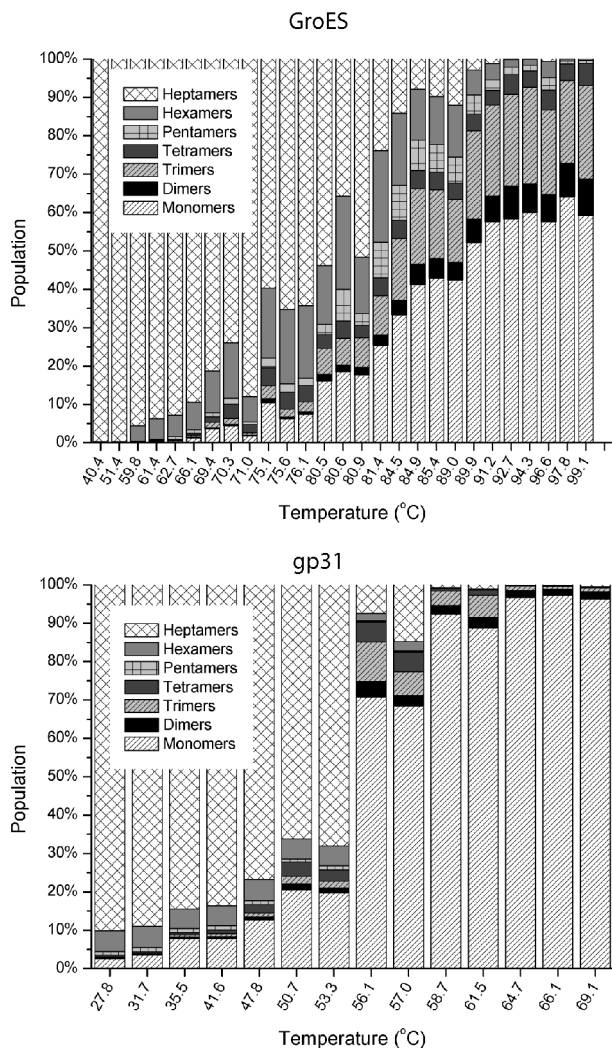 GroES
100%
90%
80%
70%
60%
50%
40%
30%
20%
10%
0%
Population
Heptamers
Hexamers
Pentamers
Tetramers
Trimers
Dimers
Monomers
40.4 51.4 59.8 61.4 62.7 66.1 69.4 70.3 71.0 75.1 75.6 76.1 80.5 80.6 80.9 81.4 84.5 84.9 85.4 89.0 89.9 91.2 92.7 94.3 96.6 97.8 99.1
Temperature (°C)
gp31
100%
90%
80%
70%
60%
50%
40%
30%
20%
10%
0%
Population
Heptamers
Hexamers
Pentamers
Tetramers
Trimers
Dimers
Monomers
27.8 31.7 35.5 41.6 47.8 50.7 53.3 56.1 57.0 58.7 61.5 64.7 66.1 69.1
Temperature (°C)